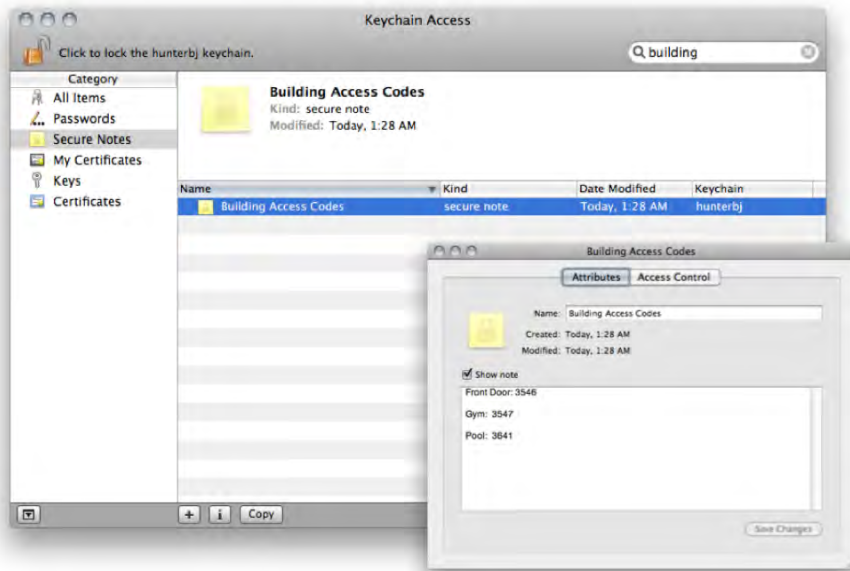 Keychain Access
Click to lock the hunterbj keychain.
building
Category
All Items
Passwords
Secure Notes
My Certificates
Keys
Certificates
Building Access Codes
Kind: secure note
Modified: Today, 1:28 AM
Name Kind Date Modified Keychain
Building Access Codes secure note Today, 1:28 AM hunterbj
+ i Copy
Building Access Codes
Attributes Access Control
Name: Building Access Codes
Created: Today, 1:28 AM
Modified: Today, 1:28 AM
Show note
Front Door: 3546
Gym: 3547
Pool: 3641
Save Changes